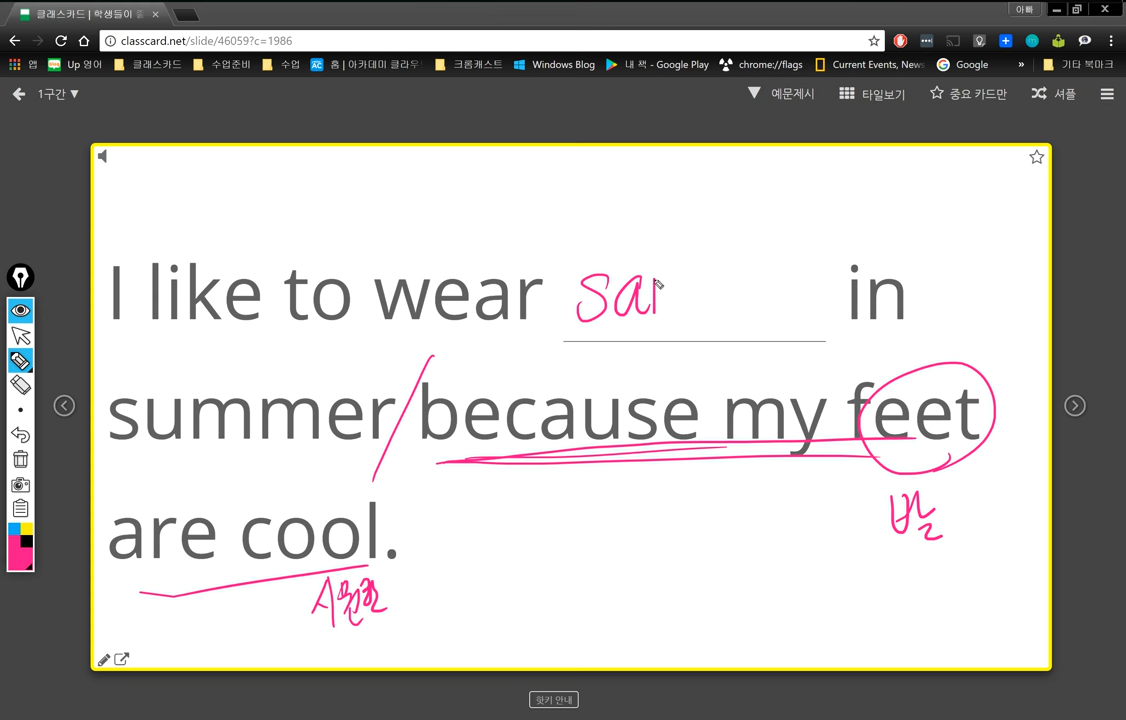 클래스카드 | 학생들이 좋
아빠
classcard.net/slide/46059?c=1986
앱 Up 영어 클래스카드 수업준비 수업 홈 | 아카데미 클라우 크롬캐스트 Windows Blog 내 책 - Google Play chrome://flags Current Events, News Google » 기타 북마크
1구간 ▼ ▼ 예문제시 타일보기 중요 카드만 셔플
I like to wear sar in
summer / because my feet
발
are cool.
시원한
핫키 안내